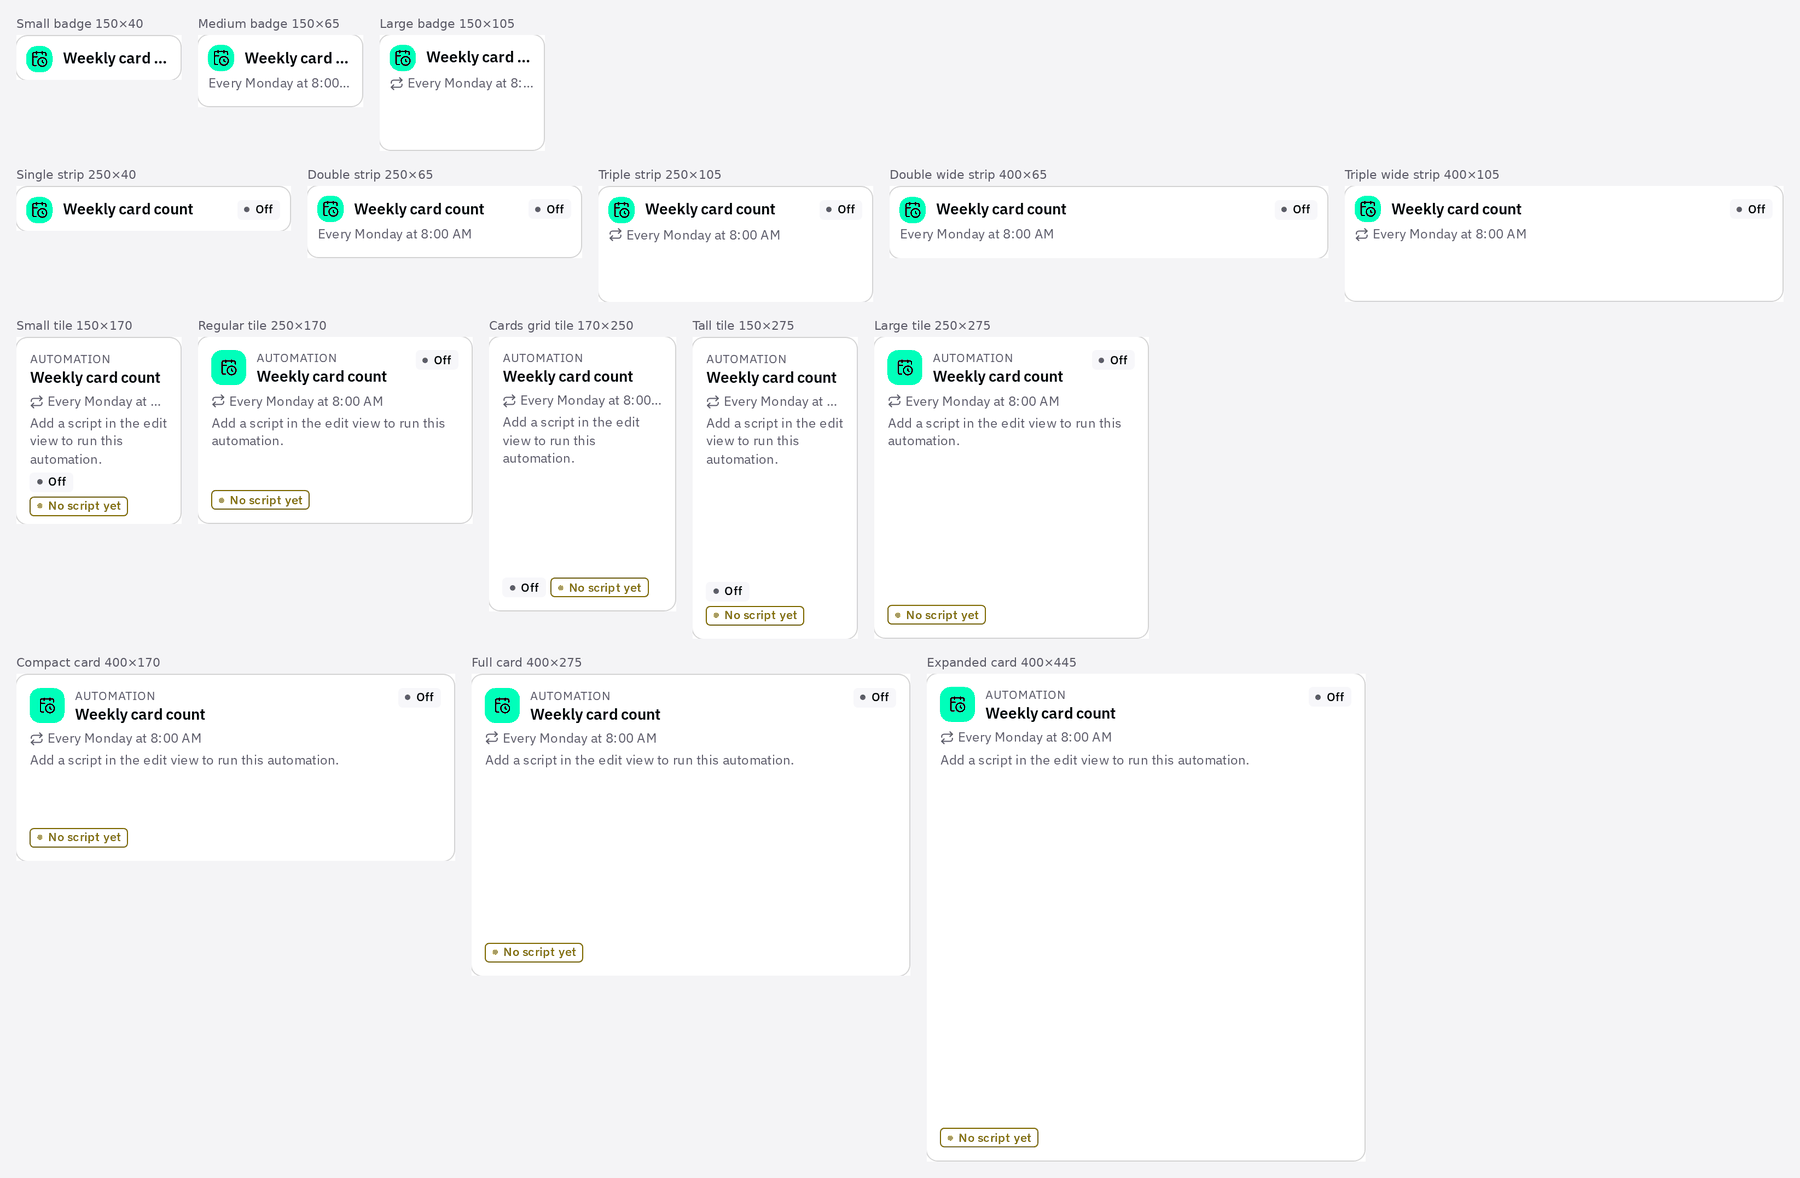 Small badge 150×40
Weekly card ...
Medium badge 150×65
Weekly card ...
Every Monday at 8:00...
Large badge 150×105
Weekly card ...
Every Monday at 8:...
Single strip 250×40
Weekly card count
Off
Double strip 250×65
Weekly card count
Off
Every Monday at 8:00 AM
Triple strip 250×105
Weekly card count
Off
Every Monday at 8:00 AM
Double wide strip 400×65
Weekly card count
Off
Every Monday at 8:00 AM
Triple wide strip 400×105
Weekly card count
Off
Every Monday at 8:00 AM
Small tile 150×170
AUTOMATION
Weekly card count
Every Monday at ...
Add a script in the edit
view to run this
automation.
Off
No script yet
Regular tile 250×170
AUTOMATION
Off
Weekly card count
Every Monday at 8:00 AM
Add a script in the edit view to run this
automation.
No script yet
Cards grid tile 170×250
AUTOMATION
Weekly card count
Every Monday at 8:00...
Add a script in the edit
view to run this
automation.
Off
No script yet
Tall tile 150×275
AUTOMATION
Weekly card count
Every Monday at ...
Add a script in the edit
view to run this
automation.
Off
No script yet
Large tile 250×275
AUTOMATION
Off
Weekly card count
Every Monday at 8:00 AM
Add a script in the edit view to run this
automation.
No script yet
Compact card 400×170
AUTOMATION
Off
Weekly card count
Every Monday at 8:00 AM
Add a script in the edit view to run this automation.
No script yet
Full card 400×275
AUTOMATION
Off
Weekly card count
Every Monday at 8:00 AM
Add a script in the edit view to run this automation.
No script yet
Expanded card 400×445
AUTOMATION
Off
Weekly card count
Every Monday at 8:00 AM
Add a script in the edit view to run this automation.
No script yet